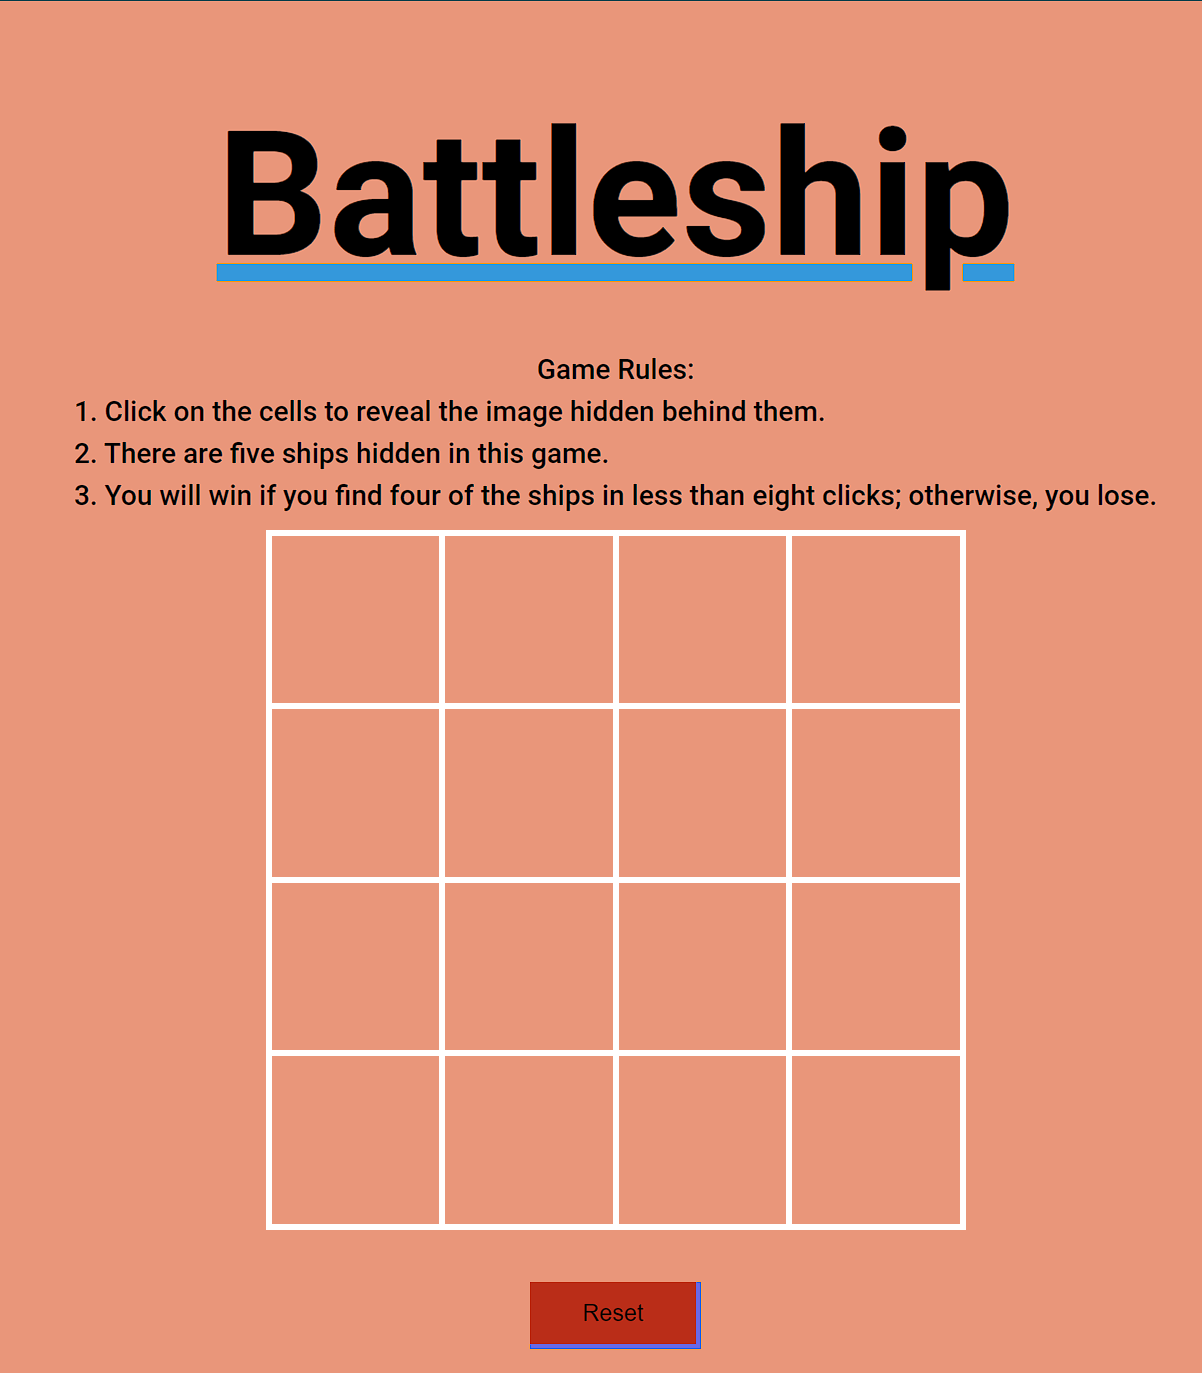 Battleship
Game Rules:
1. Click on the cells to reveal the image hidden behind them.
2. There are five ships hidden in this game.
3. You will win if you find four of the ships in less than eight clicks; otherwise, you lose.
Reset